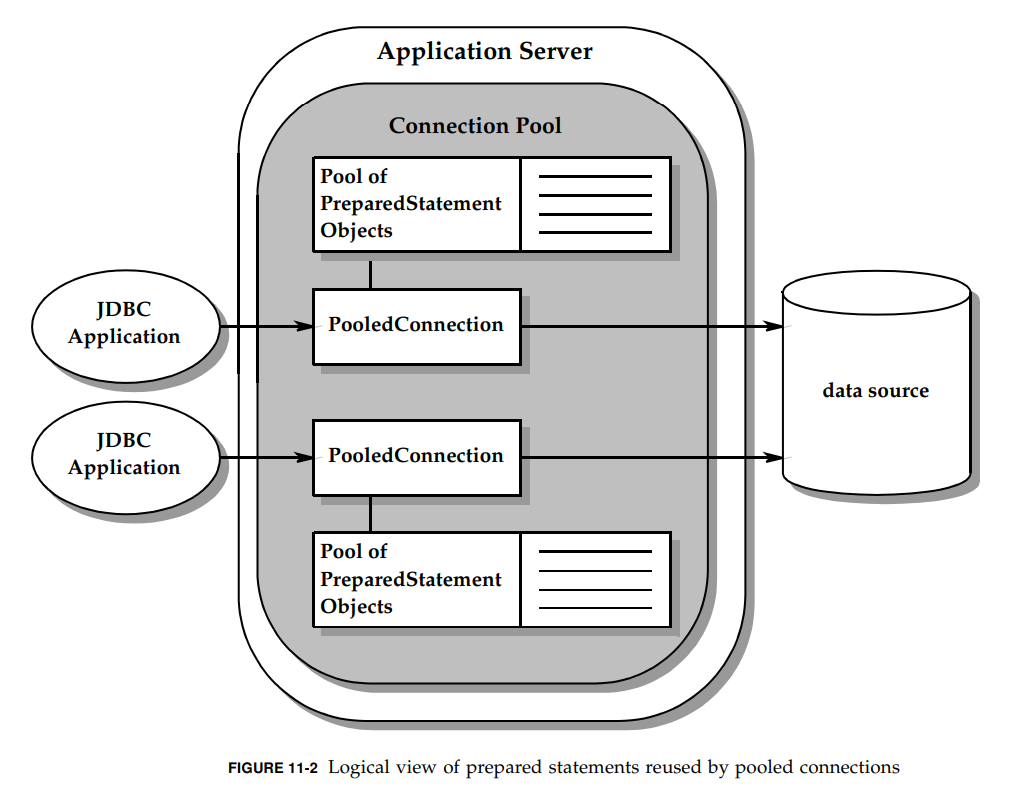 Application Server
Connection Pool
Pool of
PreparedStatement
Objects
JDBC
Application
PooledConnection
data source
JDBC
Application
PooledConnection
Pool of
PreparedStatement
Objects
FIGURE 11-2 Logical view of prepared statements reused by pooled connections